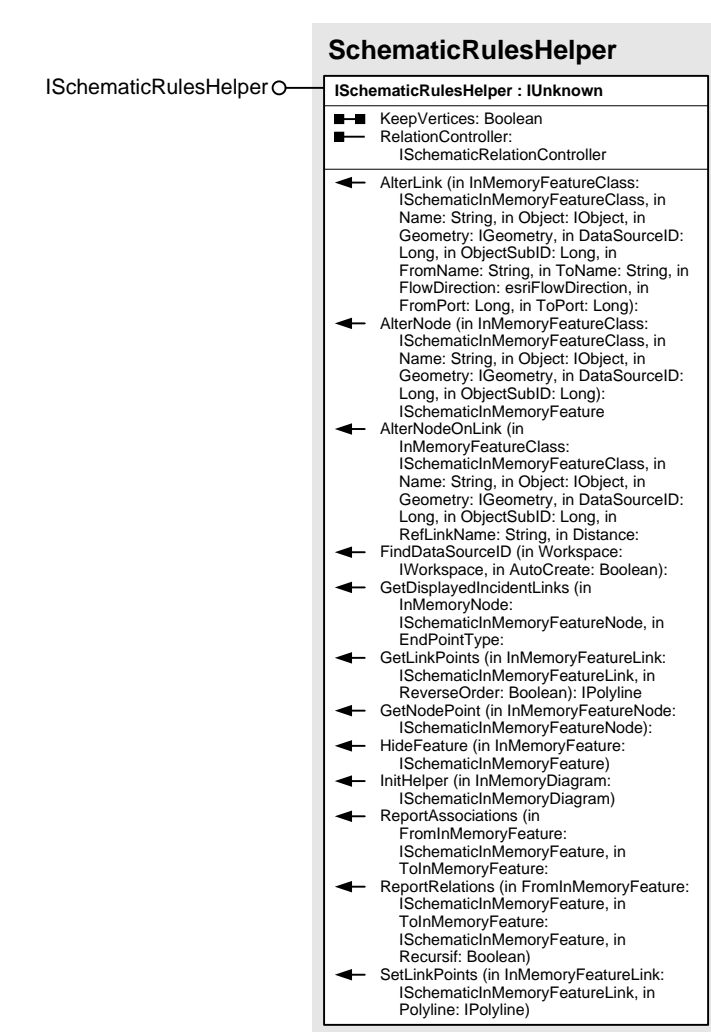 SchematicRulesHelper
ISchematicRulesHelper
ISchematicRulesHelper : IUnknown
KeepVertices: Boolean
RelationController:
ISchematicRelationController
AlterLink (in InMemoryFeatureClass:
ISchematicInMemoryFeatureClass, in
Name: String, in Object: IObject, in
Geometry: IGeometry, in DataSourceID:
Long, in ObjectSubID: Long, in
FromName: String, in ToName: String, in
FlowDirection: esriFlowDirection, in
FromPort: Long, in ToPort: Long):
AlterNode (in InMemoryFeatureClass:
ISchematicInMemoryFeatureClass, in
Name: String, in Object: IObject, in
Geometry: IGeometry, in DataSourceID:
Long, in ObjectSubID: Long):
ISchematicInMemoryFeature
AlterNodeOnLink (in
InMemoryFeatureClass:
ISchematicInMemoryFeatureClass, in
Name: String, in Object: IObject, in
Geometry: IGeometry, in DataSourceID:
Long, in ObjectSubID: Long, in
RefLinkName: String, in Distance:
FindDataSourceID (in Workspace:
IWorkspace, in AutoCreate: Boolean):
GetDisplayedIncidentLinks (in
InMemoryNode:
ISchematicInMemoryFeatureNode, in
EndPointType:
GetLinkPoints (in InMemoryFeatureLink:
ISchematicInMemoryFeatureLink, in
ReverseOrder: Boolean): IPolyline
GetNodePoint (in InMemoryFeatureNode:
ISchematicInMemoryFeatureNode):
HideFeature (in InMemoryFeature:
ISchematicInMemoryFeature)
InitHelper (in InMemoryDiagram:
ISchematicInMemoryDiagram)
ReportAssociations (in
FromInMemoryFeature:
ISchematicInMemoryFeature, in
ToInMemoryFeature:
ReportRelations (in FromInMemoryFeature:
ISchematicInMemoryFeature, in
ToInMemoryFeature:
ISchematicInMemoryFeature, in
Recursif: Boolean)
SetLinkPoints (in InMemoryFeatureLink:
ISchematicInMemoryFeatureLink, in
Polyline: IPolyline)